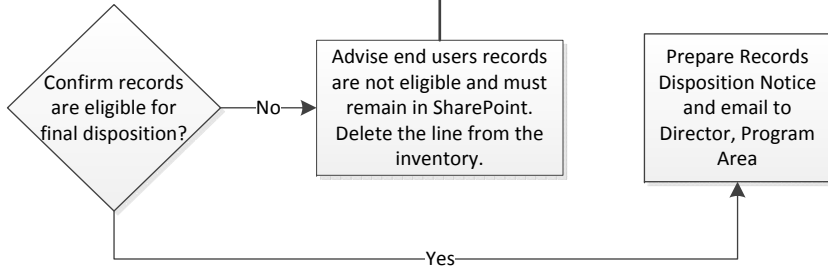 Confirm records
are eligible for
final disposition?
No
Advise end users records
are not eligible and must
remain in SharePoint.
Delete the line from the
inventory.
Prepare Records
Disposition Notice
and email to
Director, Program
Area
Yes